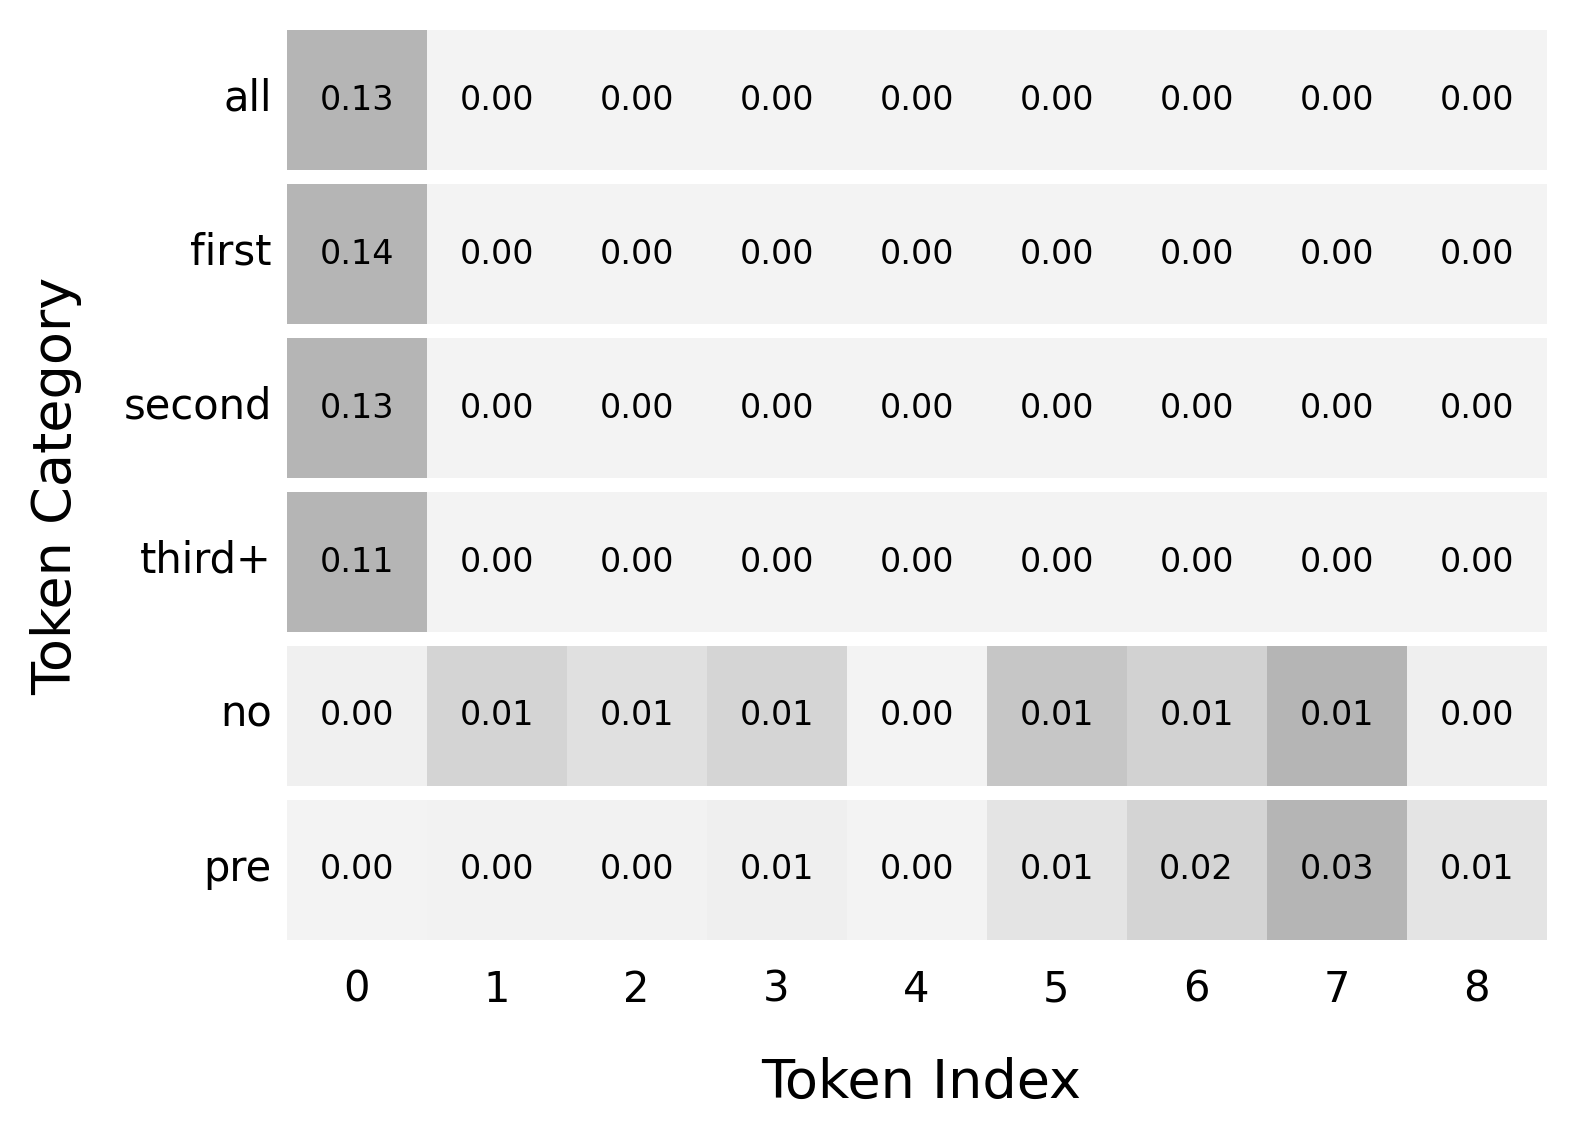 all 0.13 0.00 0.00 0.00 0.00 0.00 0.00 0.00 0.00
first 0.14 0.00 0.00 0.00 0.00 0.00 0.00 0.00 0.00
second 0.13 0.00 0.00 0.00 0.00 0.00 0.00 0.00 0.00
third+ 0.11 0.00 0.00 0.00 0.00 0.00 0.00 0.00 0.00
no 0.00 0.01 0.01 0.01 0.00 0.01 0.01 0.01 0.00
pre 0.00 0.00 0.00 0.01 0.00 0.01 0.02 0.03 0.01
0 1 2 3 4 5 6 7 8
Token Index
Token Category